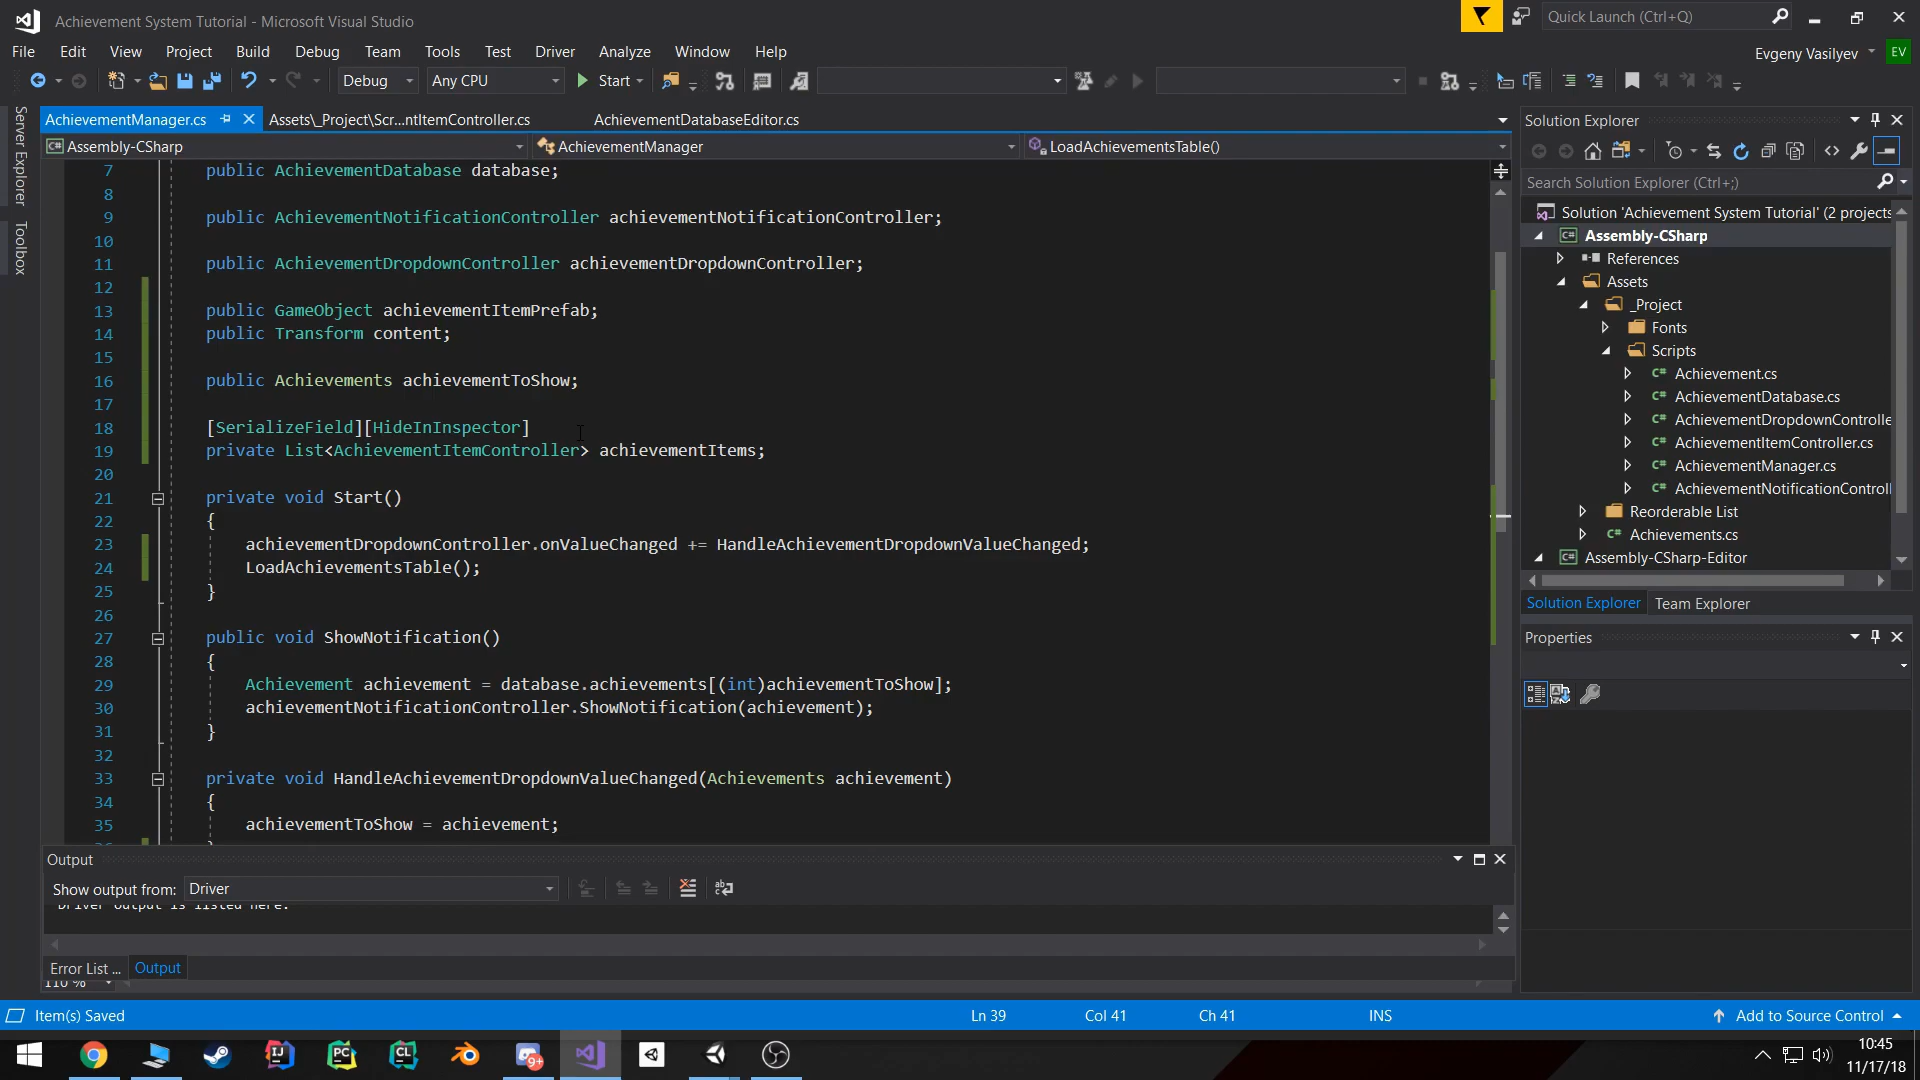 Achievement System Tutorial - Microsoft Visual Studio
Quick Launch (Ctrl+Q)
File Edit View Project Build Debug Team Tools Test Driver Analyze Window Help
Evgeny Vasilyev EV
Debug Any CPU Start
Server Explorer
Toolbox
AchievementManager.cs Assets\_Project\Scr...ntItemController.cs AchievementDatabaseEditor.cs
Assembly-CSharp AchievementManager LoadAchievementsTable()
7 public AchievementDatabase database;
8
9 public AchievementNotificationController achievementNotificationController;
10
11 public AchievementDropdownController achievementDropdownController;
12
13 public GameObject achievementItemPrefab;
14 public Transform content;
15
16 public Achievements achievementToShow;
17
18 [SerializeField][HideInInspector]
19 private List<AchievementItemController> achievementItems;
20
21 private void Start()
22 {
23 achievementDropdownController.onValueChanged += HandleAchievementDropdownValueChanged;
24 LoadAchievementsTable();
25 }
26
27 public void ShowNotification()
28 {
29 Achievement achievement = database.achievements[(int)achievementToShow];
30 achievementNotificationController.ShowNotification(achievement);
31 }
32
33 private void HandleAchievementDropdownValueChanged(Achievements achievement)
34 {
35 achievementToShow = achievement;
Output
Show output from: Driver
Driver output is listed here.
Error List ... Output
110 %
Solution Explorer
Search Solution Explorer (Ctrl+;)
Solution 'Achievement System Tutorial' (2 projects
Assembly-CSharp
References
Assets
_Project
Fonts
Scripts
C# Achievement.cs
C# AchievementDatabase.cs
C# AchievementDropdownControlle
C# AchievementItemController.cs
C# AchievementManager.cs
C# AchievementNotificationControl
Reorderable List
C# Achievements.cs
Assembly-CSharp-Editor
Solution Explorer Team Explorer
Properties
Item(s) Saved Ln 39 Col 41 Ch 41 INS Add to Source Control
10:45
11/17/18